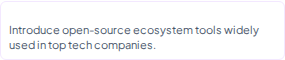 Introduce open-source ecosystem tools widely
used in top tech companies.